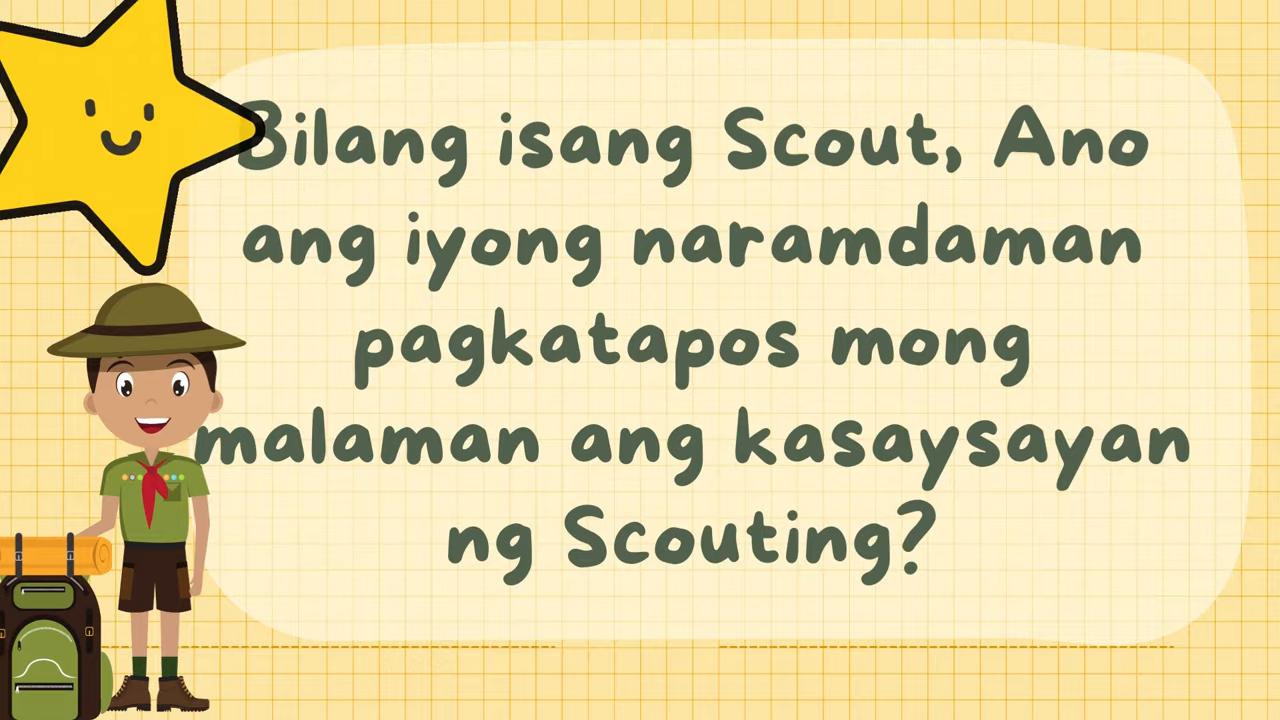 Bilang isang Scout, Ano
ang iyong naramdaman
pagkatapos mong
malaman ang kasaysayan
ng Scouting?